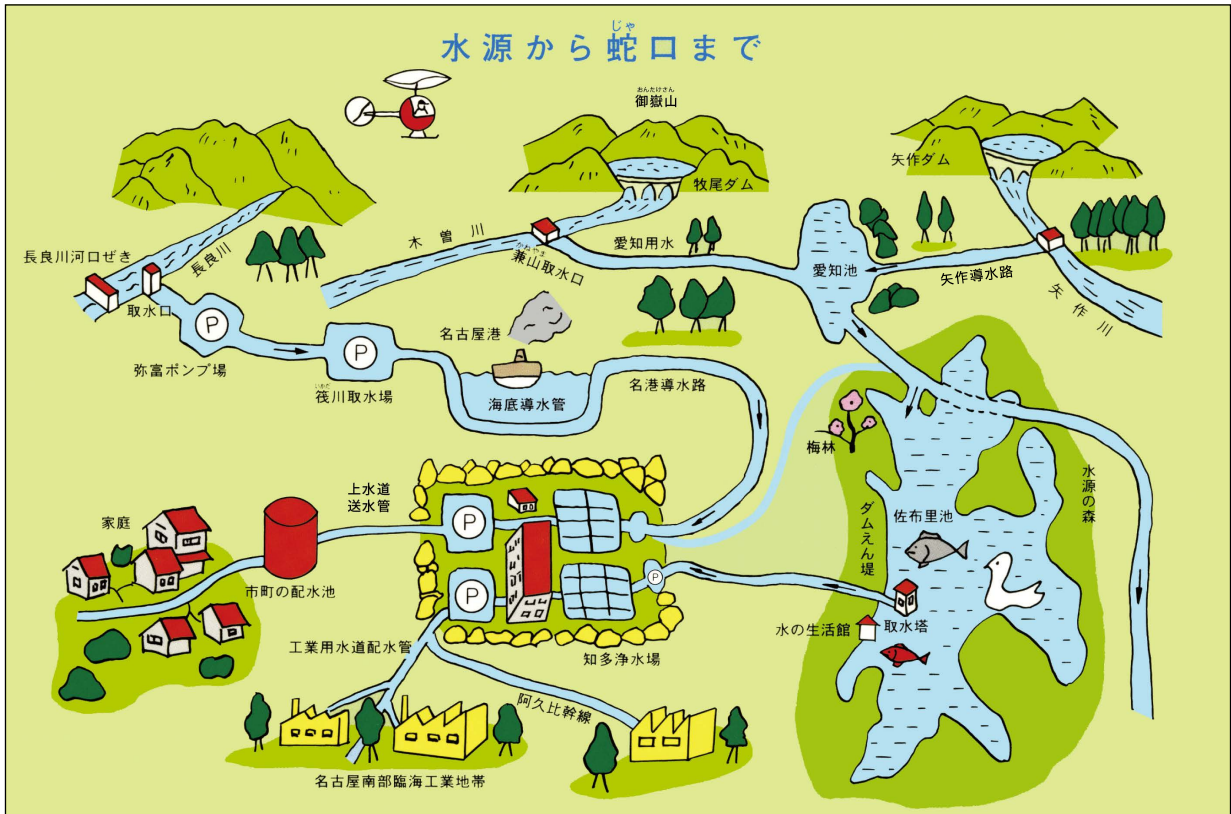 じゃ
水源から蛇口まで
おんたけさん
御嶽山
牧尾ダム
矢作ダム
長良川河口ぜき
長良川
取水口
木曽川
かねやま
兼山取水口
愛知用水
愛知池
矢作導水路
矢作川
P
弥富ポンプ場
P
いかだ
筏川取水場
名古屋港
海底導水管
名港導水路
梅林
水源の森
ダムえん堤
佐布里池
取水塔
水の生活館
上水道
送水管
家庭
市町の配水池
P
P
P
知多浄水場
工業用水道配水管
阿久比幹線
名古屋南部臨海工業地帯